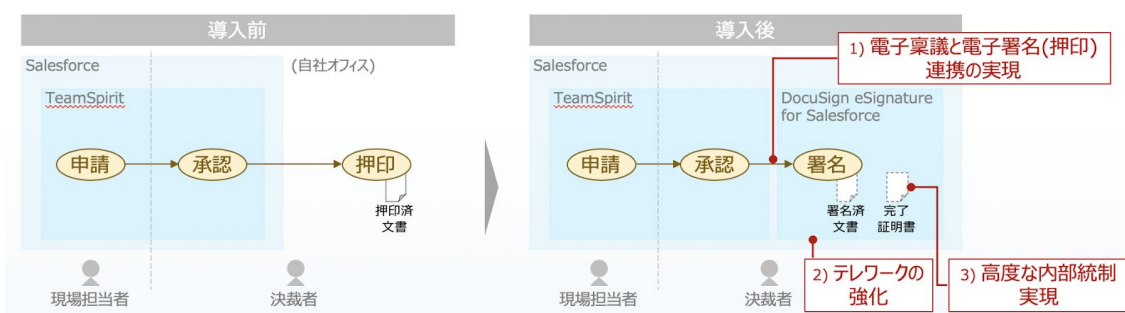 導入前
Salesforce
(自社オフィス)
TeamSpirit
申請
承認
押印
押印済
文書
現場担当者
決裁者
導入後
1) 電子稟議と電子署名(押印)
連携の実現
Salesforce
TeamSpirit
DocuSign eSignature
for Salesforce
申請
承認
署名
署名済
文書
完了
証明書
2) テレワークの
強化
3) 高度な内部統制
実現
現場担当者
決裁者